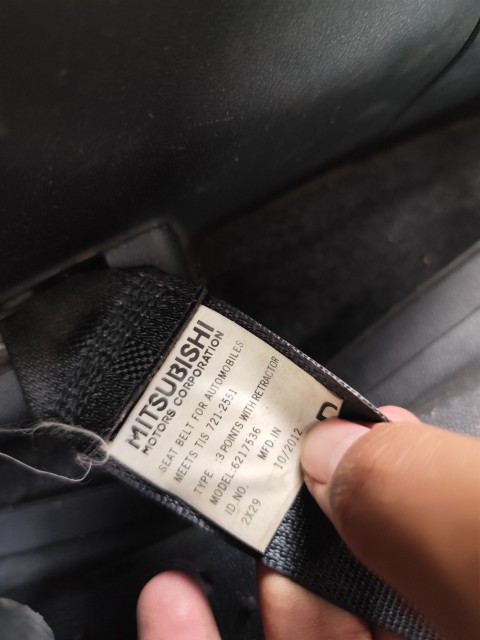 MITSUBISHI
MOTORS CORPORATION
SEAT BELT FOR AUTOMOBILES
MEETS TIS 721-2551
TYPE :3 POINTS WITH RETRACTOR
MODEL:6217536
ID NO. MFD IN
2X29 10/2012